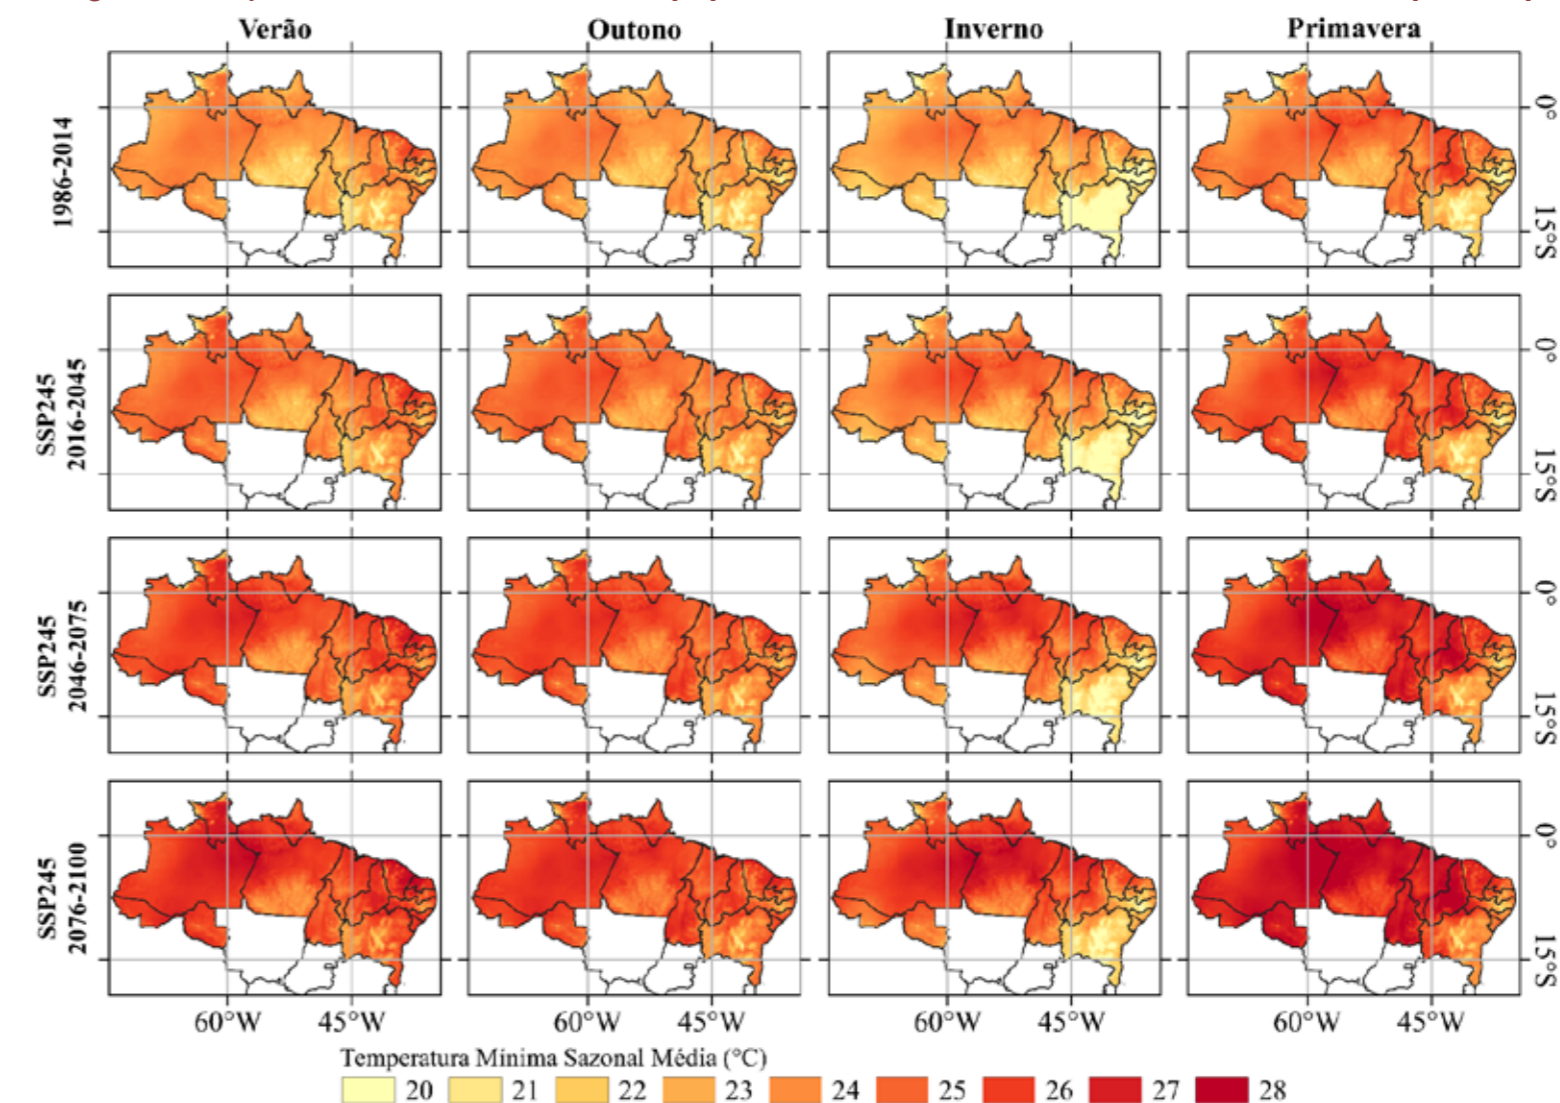 Verão Outono Inverno Primavera
1986-2014
0°
15°S
SSP245
2016-2045
0°
15°S
SSP245
2046-2075
0°
15°S
SSP245
2076-2100
0°
15°S
60°W 45°W 60°W 45°W 60°W 45°W 60°W 45°W
Temperatura Mínima Sazonal Média (°C)
20 21 22 23 24 25 26 27 28